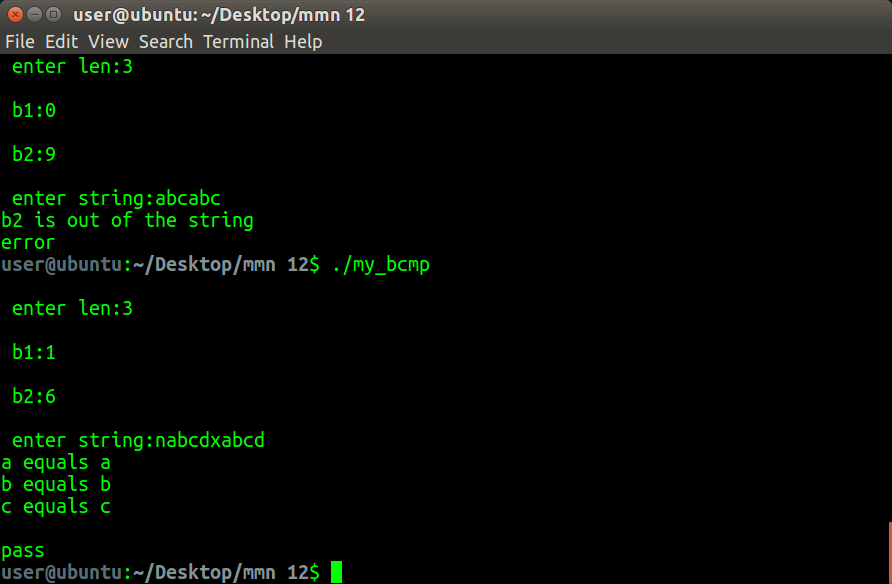 user@ubuntu: ~/Desktop/mmn 12
File Edit View Search Terminal Help
enter len:3
b1:0
b2:9
enter string:abcabc
b2 is out of the string
error
user@ubuntu:~/Desktop/mmn 12$ ./my_bcmp
enter len:3
b1:1
b2:6
enter string:nabcdxabcd
a equals a
b equals b
c equals c
pass
user@ubuntu:~/Desktop/mmn 12$